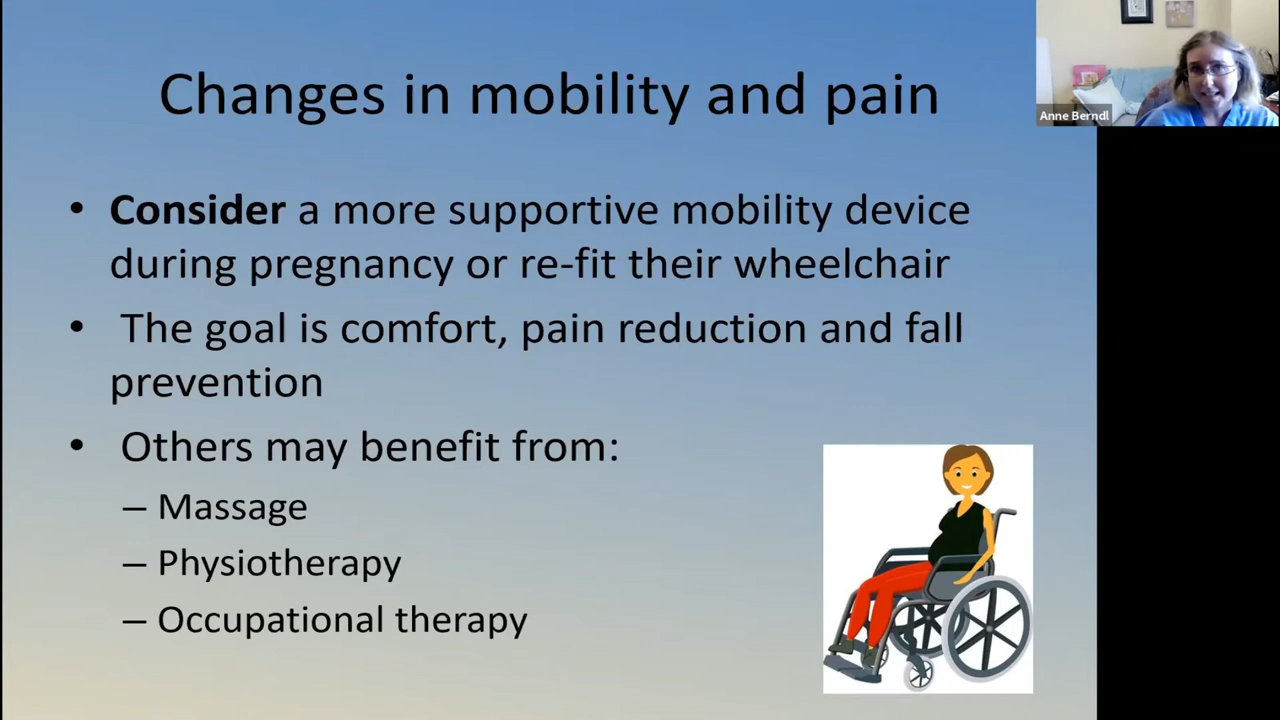 Changes in mobility and pain
Anne Berndl
• Consider a more supportive mobility device
during pregnancy or re-fit their wheelchair
• The goal is comfort, pain reduction and fall
prevention
• Others may benefit from:
– Massage
– Physiotherapy
– Occupational therapy